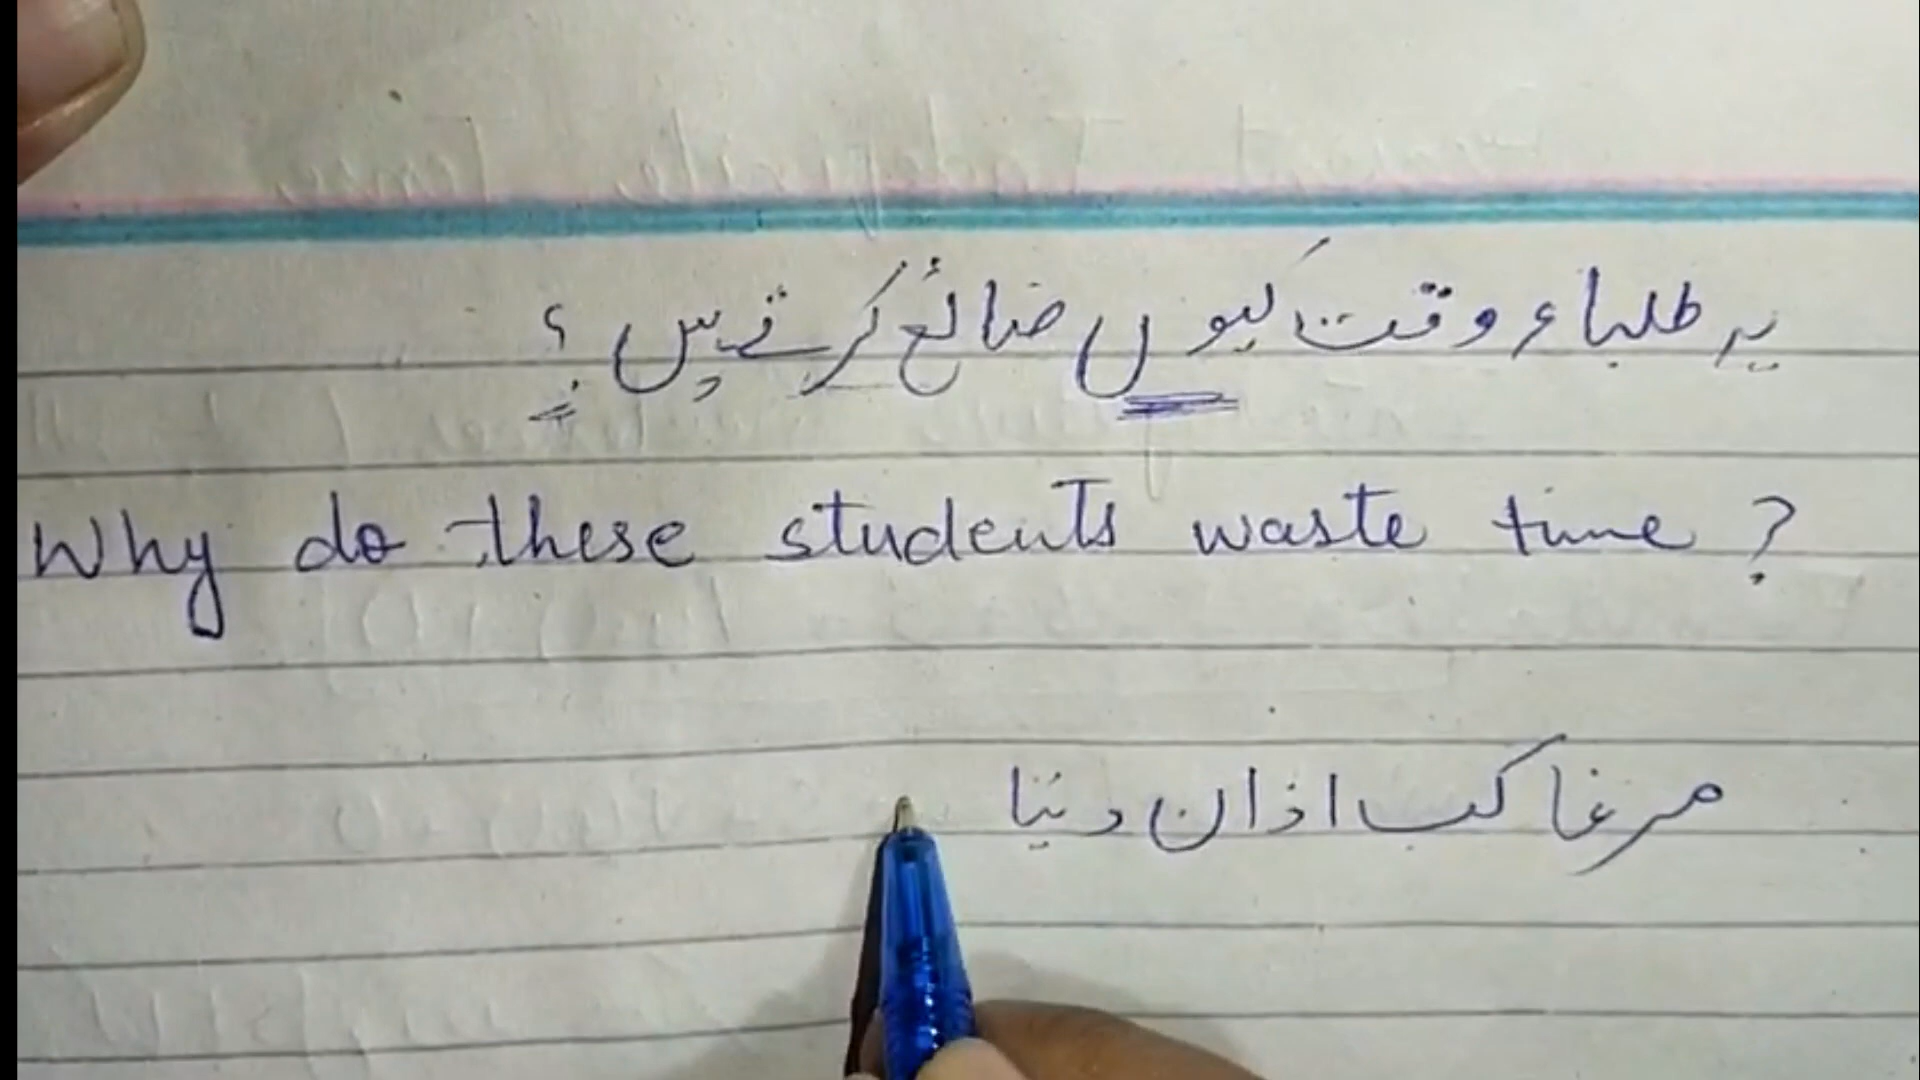 یہ طلباء وقت کیوں ضائع کرتے ہیں ؟
Why do these students waste time ?
مرغا کب اذان دیتا